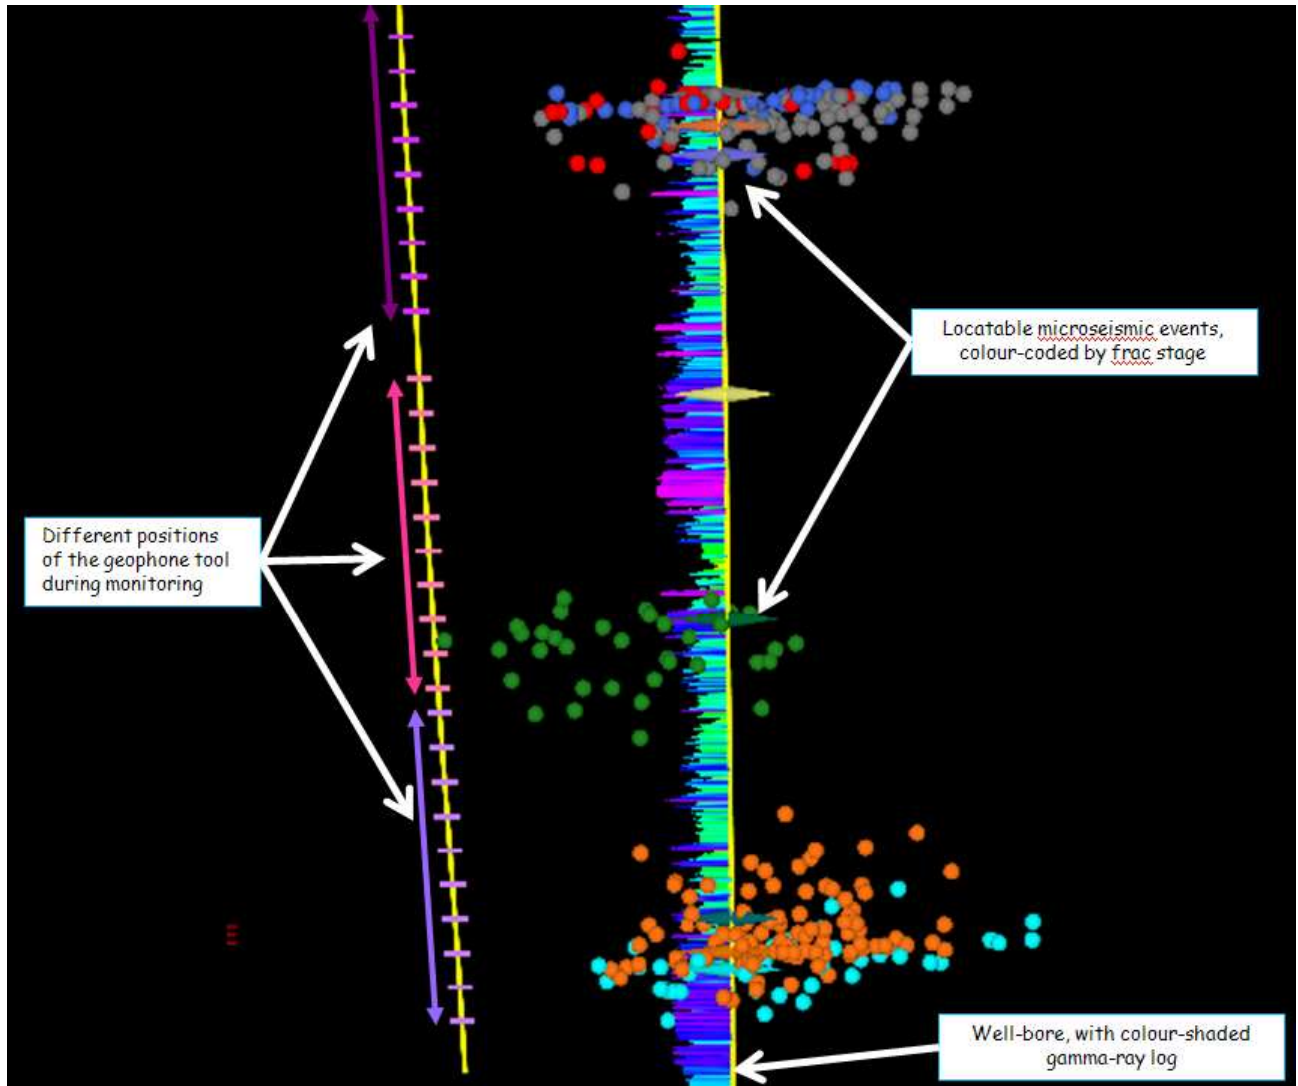 Locatable microseismic events,
colour-coded by frac stage
Different positions
of the geophone tool
during monitoring
Well-bore, with colour-shaded
gamma-ray log